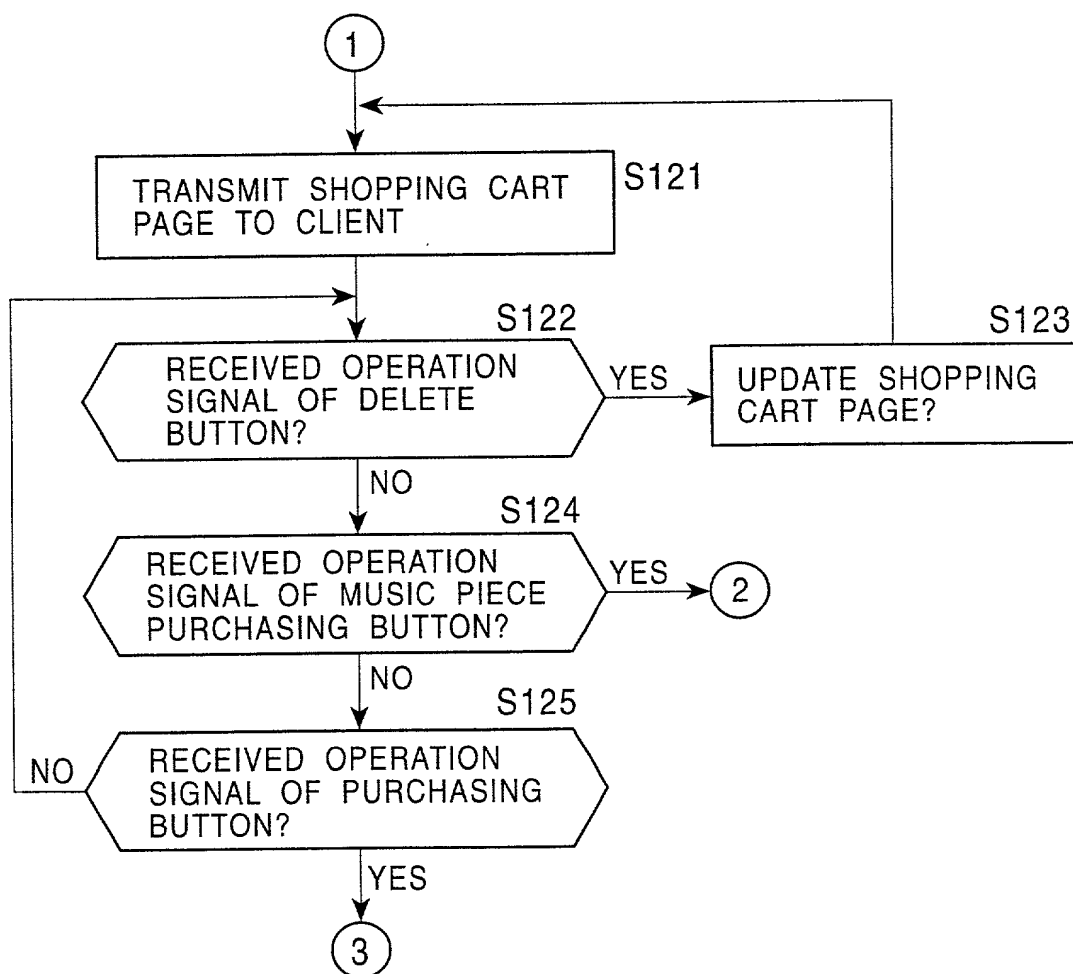 1
TRANSMIT SHOPPING CART
PAGE TO CLIENT
S121
S122
RECEIVED OPERATION
SIGNAL OF DELETE
BUTTON?
YES
S123
UPDATE SHOPPING
CART PAGE?
NO
S124
RECEIVED OPERATION
SIGNAL OF MUSIC PIECE
PURCHASING BUTTON?
YES
2
NO
S125
RECEIVED OPERATION
SIGNAL OF PURCHASING
BUTTON?
NO
YES
3